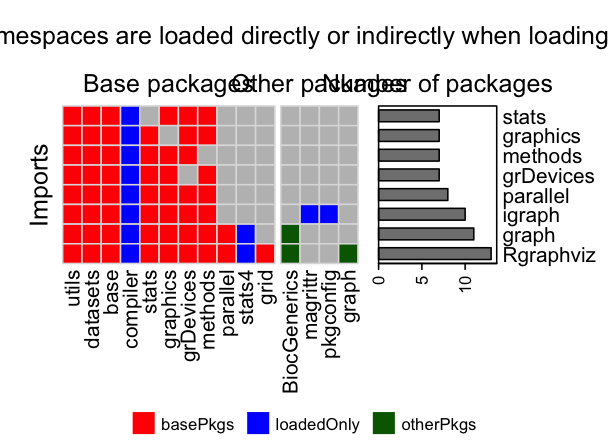 mespaces are loaded directly or indirectly when loading
Base packages Other packages Number of packages
Imports
stats
graphics
methods
grDevices
parallel
igraph
graph
Rgraphviz
0 5 10
utils
datasets
base
compiler
stats
graphics
grDevices
methods
parallel
stats4
grid
BiocGenerics
magrittr
pkgconfig
graph
basePkgs loadedOnly otherPkgs